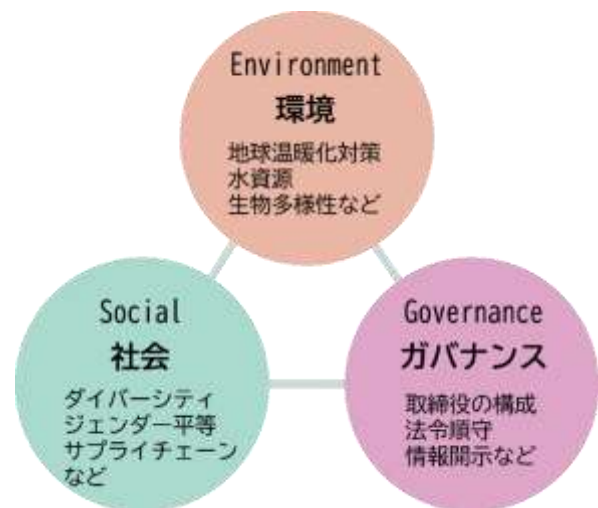 Environment
環境
地球温暖化対策
水資源
生物多様性など
Social
社会
ダイバーシティ
ジェンダー平等
サプライチェーン
など
Governance
ガバナンス
取締役の構成
法令順守
情報開示など